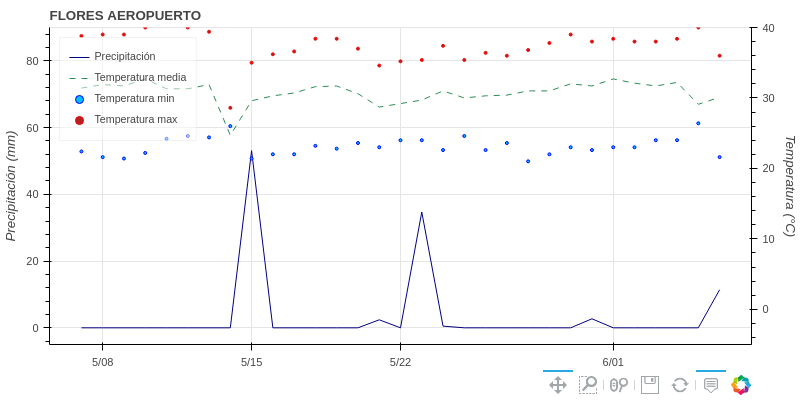 FLORES AEROPUERTO
Precipitación
Temperatura media
Temperatura min
Temperatura max
Precipitación (mm)
80
60
40
20
0
Temperatura (°C)
40
30
20
10
0
5/08
5/15
5/22
6/01